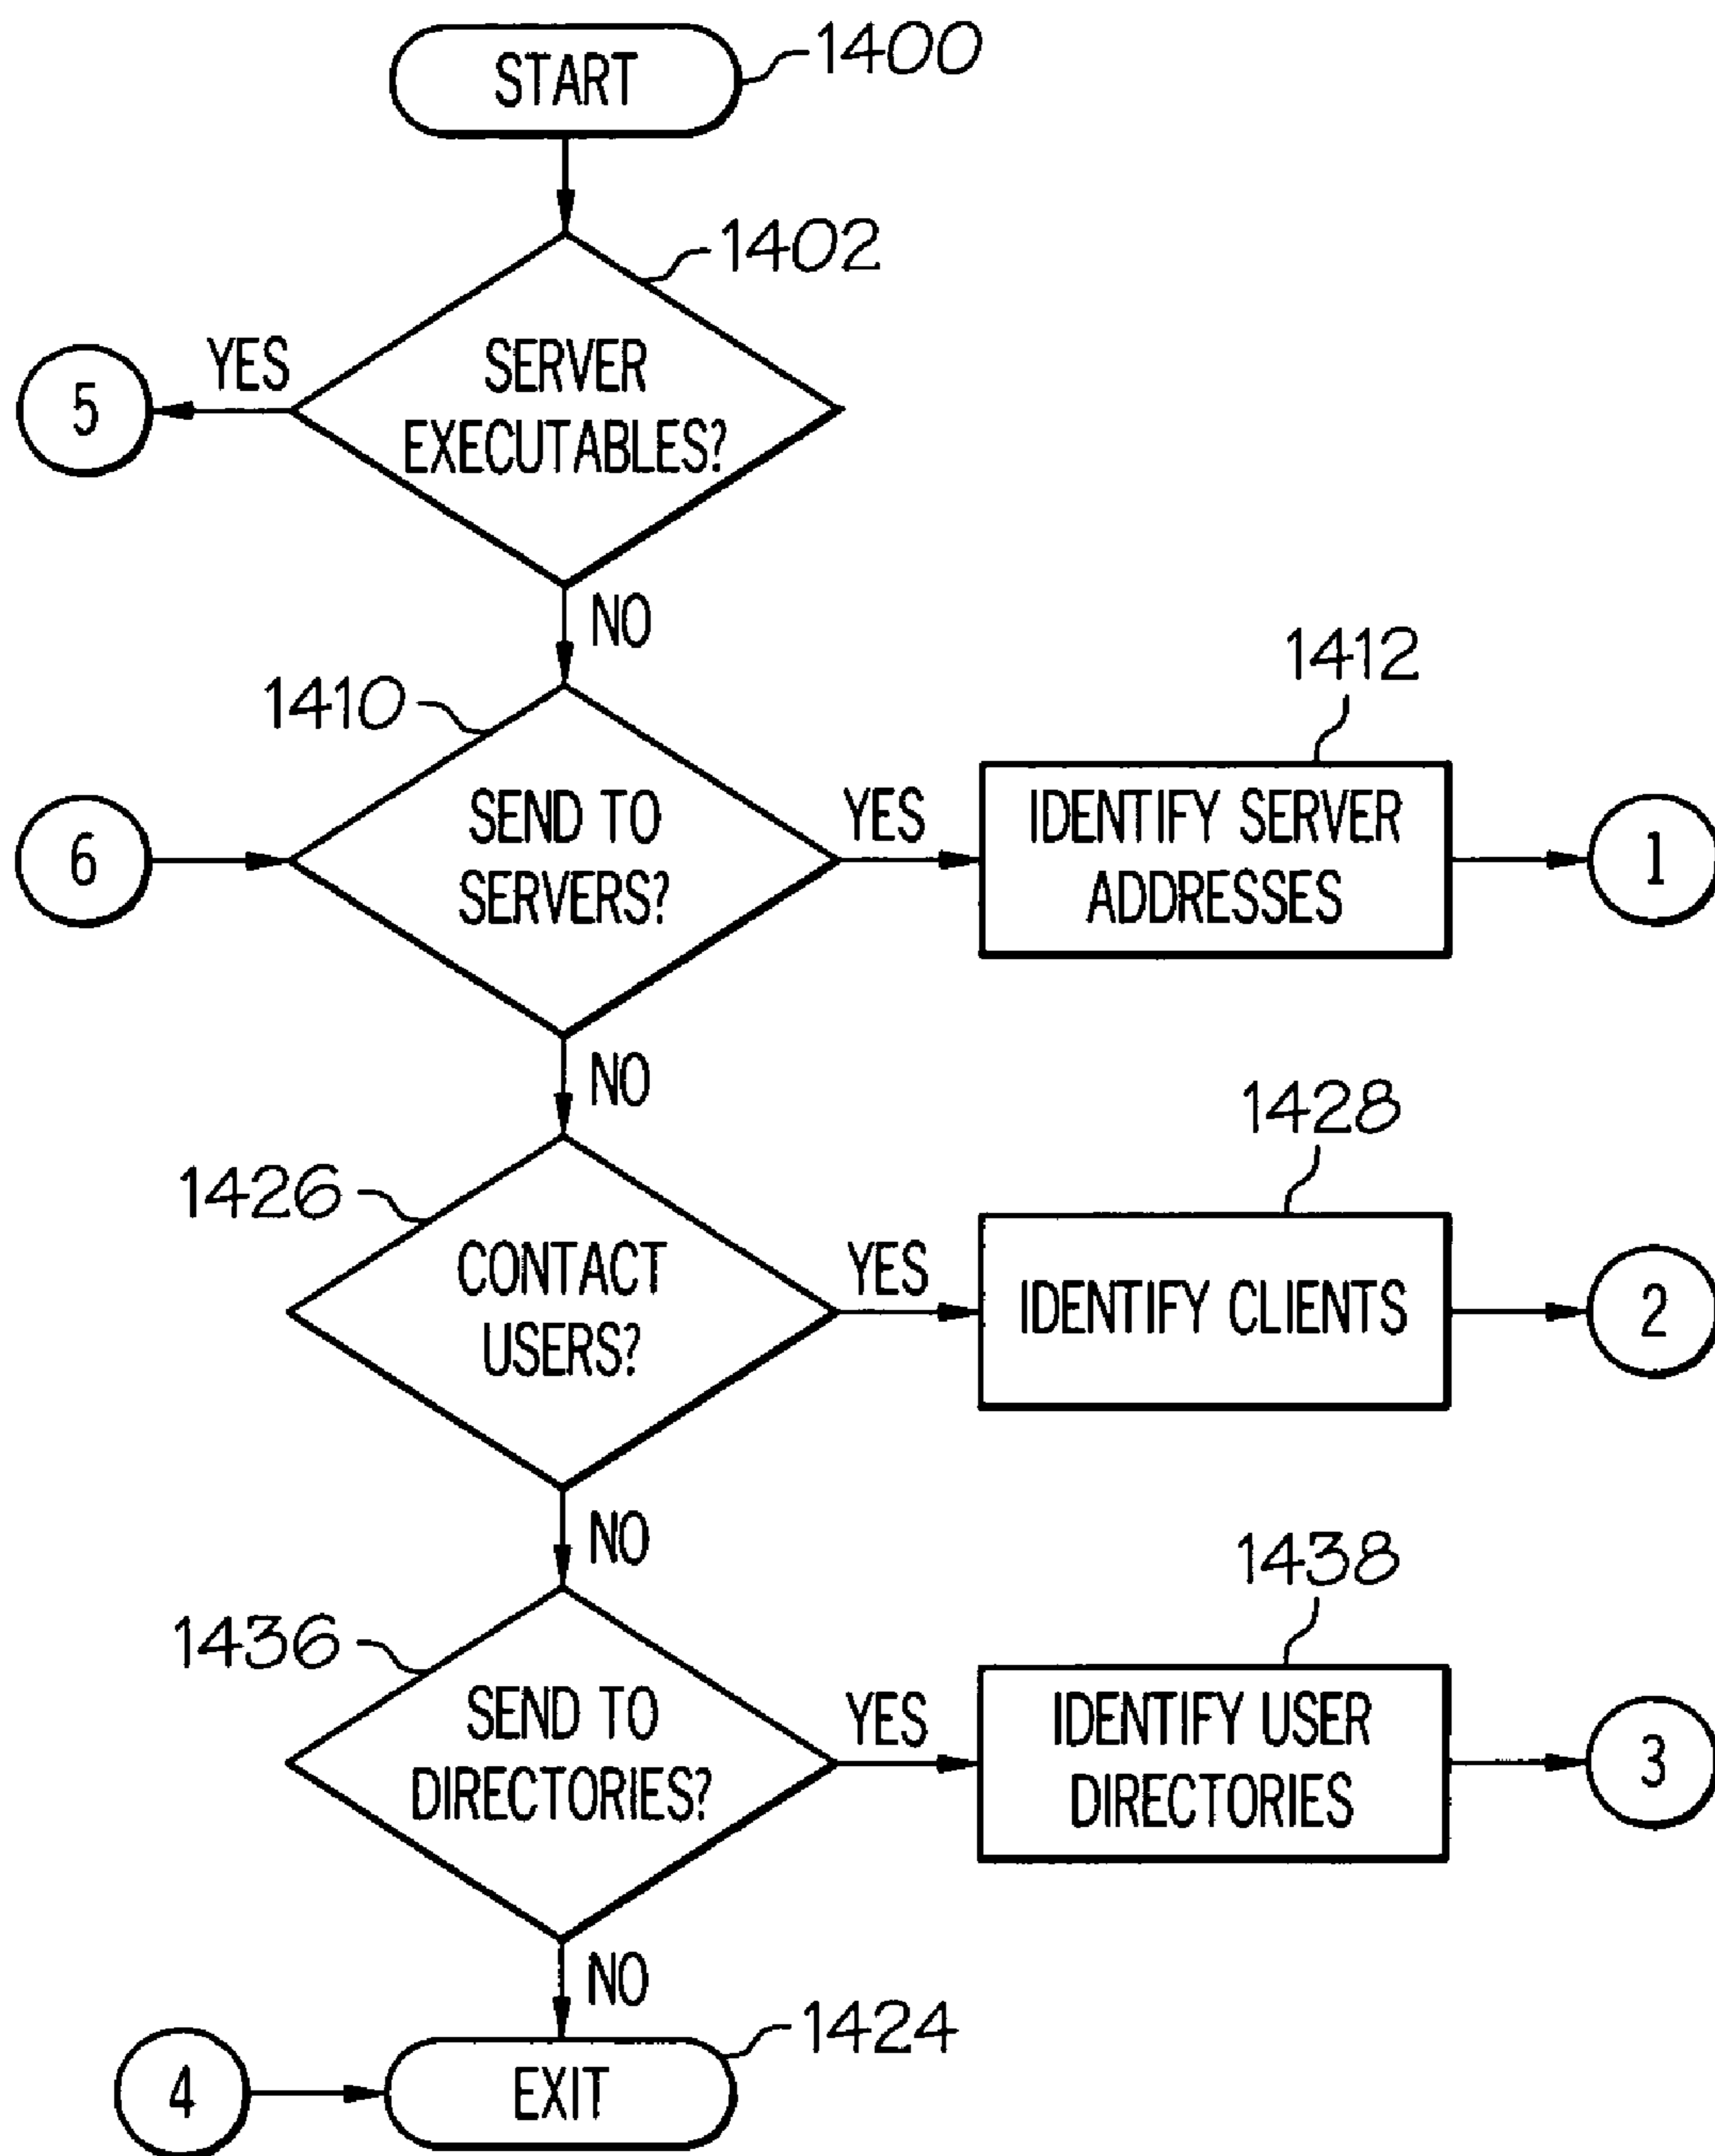 START
1400
1402
YES
SERVER
EXECUTABLES?
5
NO
1410
1412
6
SEND TO
SERVERS?
YES
IDENTIFY SERVER
ADDRESSES
1
NO
1426
1428
CONTACT
USERS?
YES
IDENTIFY CLIENTS
2
NO
1436
1438
SEND TO
DIRECTORIES?
YES
IDENTIFY USER
DIRECTORIES
3
NO
1424
4
EXIT